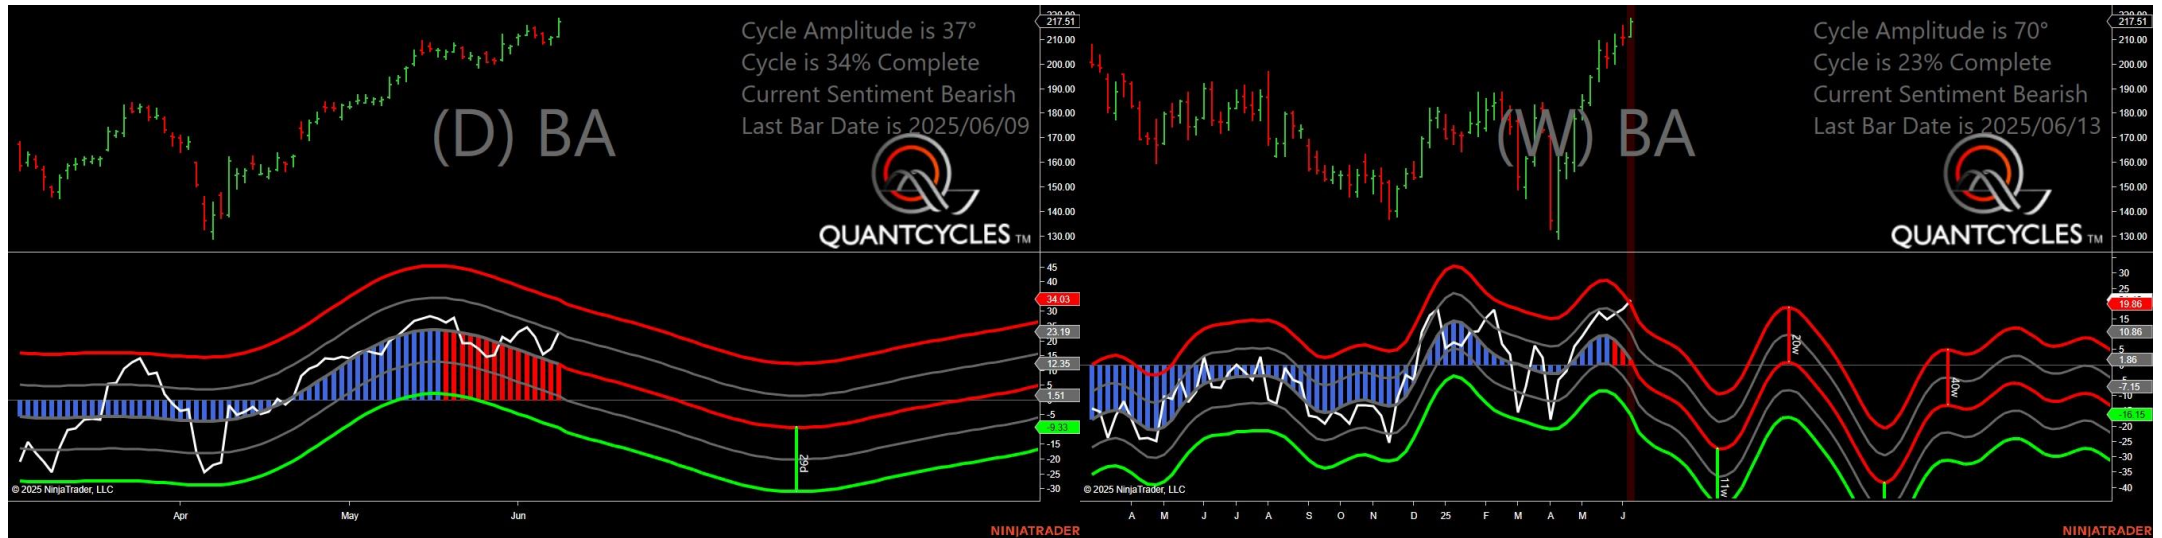 Cycle Amplitude is 37°
Cycle is 34% Complete
Current Sentiment Bearish
Last Bar Date is 2025/06/09
(D) BA
QUANTCYCLES TM
217.51
210.00
200.00
190.00
180.00
170.00
160.00
150.00
140.00
130.00
45
40
34.03
30
23.19
20
15
12.35
10
5
1.51
-5
-9.33
-15
-20
-25
-30
29d
© 2025 NinjaTrader, LLC
Apr May Jun
NINJATRADER
Cycle Amplitude is 70°
Cycle is 23% Complete
Current Sentiment Bearish
Last Bar Date is 2025/06/13
(W) BA
QUANTCYCLES TM
217.51
210.00
200.00
190.00
180.00
170.00
160.00
150.00
140.00
130.00
30
25
19.86
15
10.86
5
1.86
-7.15
-10
-16.15
-20
-25
-30
-35
-40
20w
40w
11w
© 2025 NinjaTrader, LLC
A M J J A S O N D 25 F M A M J
NINJATRADER